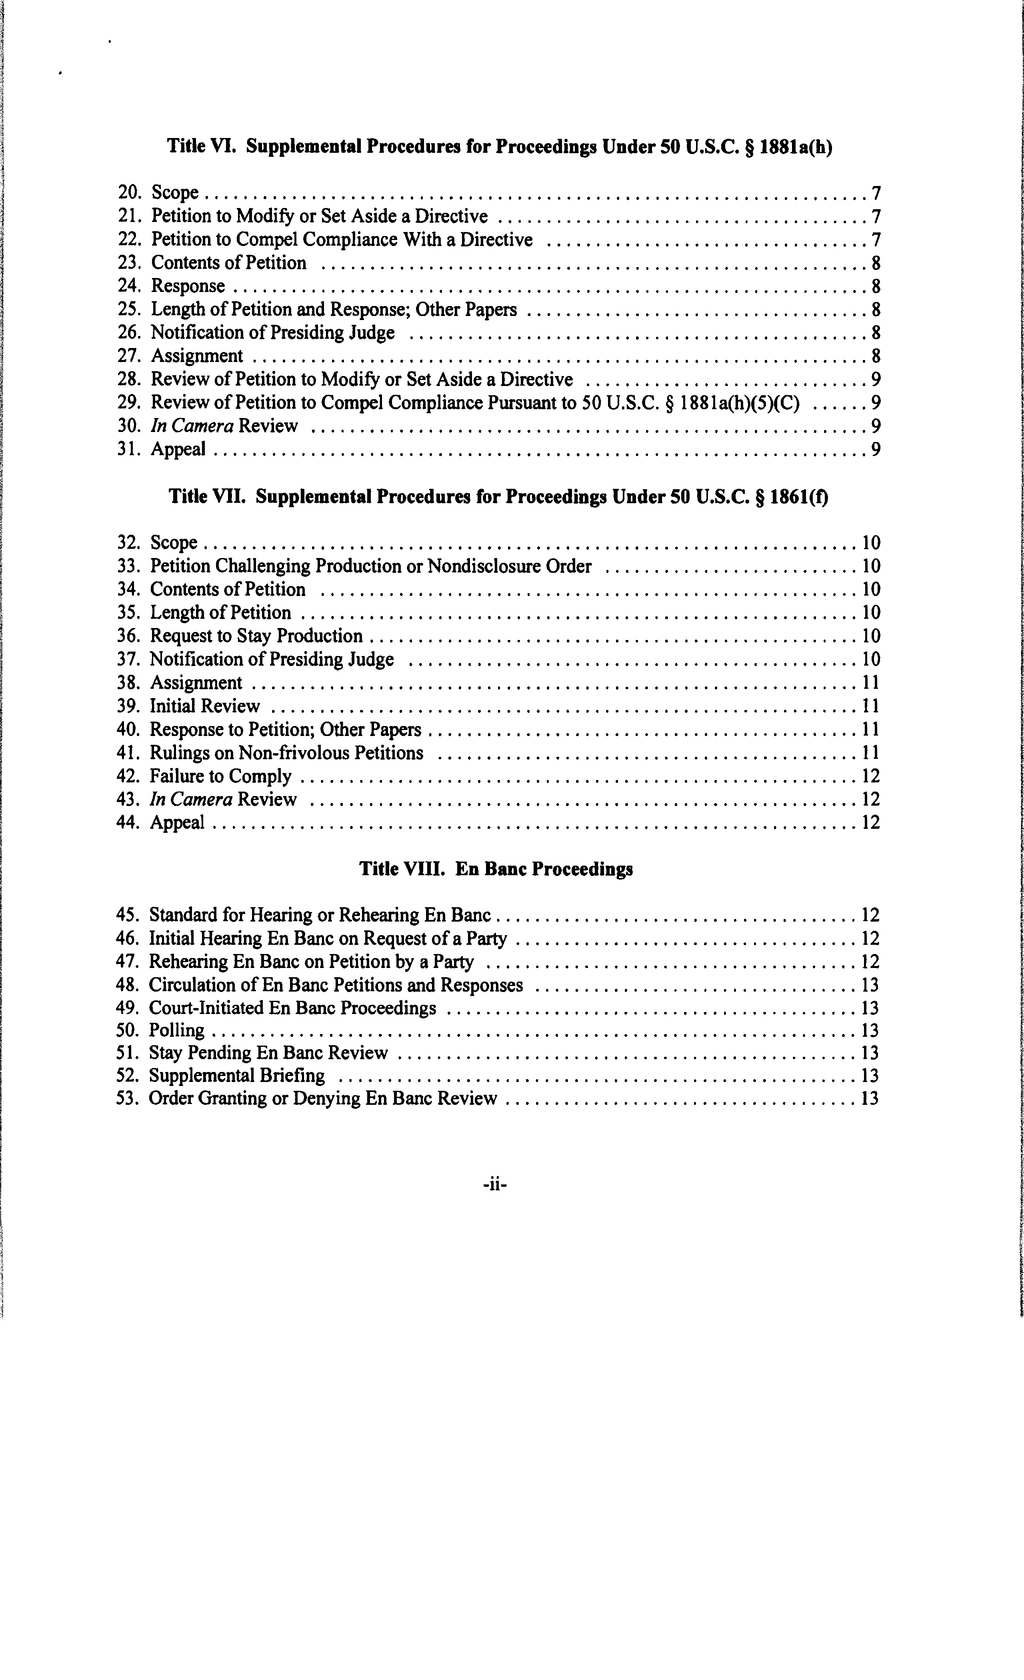 Title VI. Supplemental Procedures for Proceedings Under 50 U.S.C. § 1881a(h)
20. Scope . . . . . . . . . . . . . . . . . . . . 7
21. Petition to Modify or Set Aside a Directive . . . . . . . . . . . . . . . . . . . . 7
22. Petition to Compel Compliance With a Directive . . . . . . . . . . . . . . . . . . . . 7
23. Contents of Petition . . . . . . . . . . . . . . . . . . . . 8
24. Response . . . . . . . . . . . . . . . . . . . . 8
25. Length of Petition and Response; Other Papers . . . . . . . . . . . . . . . . . . . . 8
26. Notification of Presiding Judge . . . . . . . . . . . . . . . . . . . . 8
27. Assignment . . . . . . . . . . . . . . . . . . . . 8
28. Review of Petition to Modify or Set Aside a Directive . . . . . . . . . . . . . . . . . . . . 9
29. Review of Petition to Compel Compliance Pursuant to 50 U.S.C. § 1881a(h)(5)(C) . . . . . . 9
30. In Camera Review . . . . . . . . . . . . . . . . . . . . 9
31. Appeal . . . . . . . . . . . . . . . . . . . . 9
Title VII. Supplemental Procedures for Proceedings Under 50 U.S.C. § 1861(f)
32. Scope . . . . . . . . . . . . . . . . . . . . 10
33. Petition Challenging Production or Nondisclosure Order . . . . . . . . . . . . . . . . . . . . 10
34. Contents of Petition . . . . . . . . . . . . . . . . . . . . 10
35. Length of Petition . . . . . . . . . . . . . . . . . . . . 10
36. Request to Stay Production . . . . . . . . . . . . . . . . . . . . 10
37. Notification of Presiding Judge . . . . . . . . . . . . . . . . . . . . 10
38. Assignment . . . . . . . . . . . . . . . . . . . . 11
39. Initial Review . . . . . . . . . . . . . . . . . . . . 11
40. Response to Petition; Other Papers . . . . . . . . . . . . . . . . . . . . 11
41. Rulings on Non-frivolous Petitions . . . . . . . . . . . . . . . . . . . . 11
42. Failure to Comply . . . . . . . . . . . . . . . . . . . . 12
43. In Camera Review . . . . . . . . . . . . . . . . . . . . 12
44. Appeal . . . . . . . . . . . . . . . . . . . . 12
Title VIII. En Banc Proceedings
45. Standard for Hearing or Rehearing En Banc . . . . . . . . . . . . . . . . . . . . 12
46. Initial Hearing En Banc on Request of a Party . . . . . . . . . . . . . . . . . . . . 12
47. Rehearing En Banc on Petition by a Party . . . . . . . . . . . . . . . . . . . . 12
48. Circulation of En Banc Petitions and Responses . . . . . . . . . . . . . . . . . . . . 13
49. Court-Initiated En Banc Proceedings . . . . . . . . . . . . . . . . . . . . 13
50. Polling . . . . . . . . . . . . . . . . . . . . 13
51. Stay Pending En Banc Review . . . . . . . . . . . . . . . . . . . . 13
52. Supplemental Briefing . . . . . . . . . . . . . . . . . . . . 13
53. Order Granting or Denying En Banc Review . . . . . . . . . . . . . . . . . . . . 13
-ii-